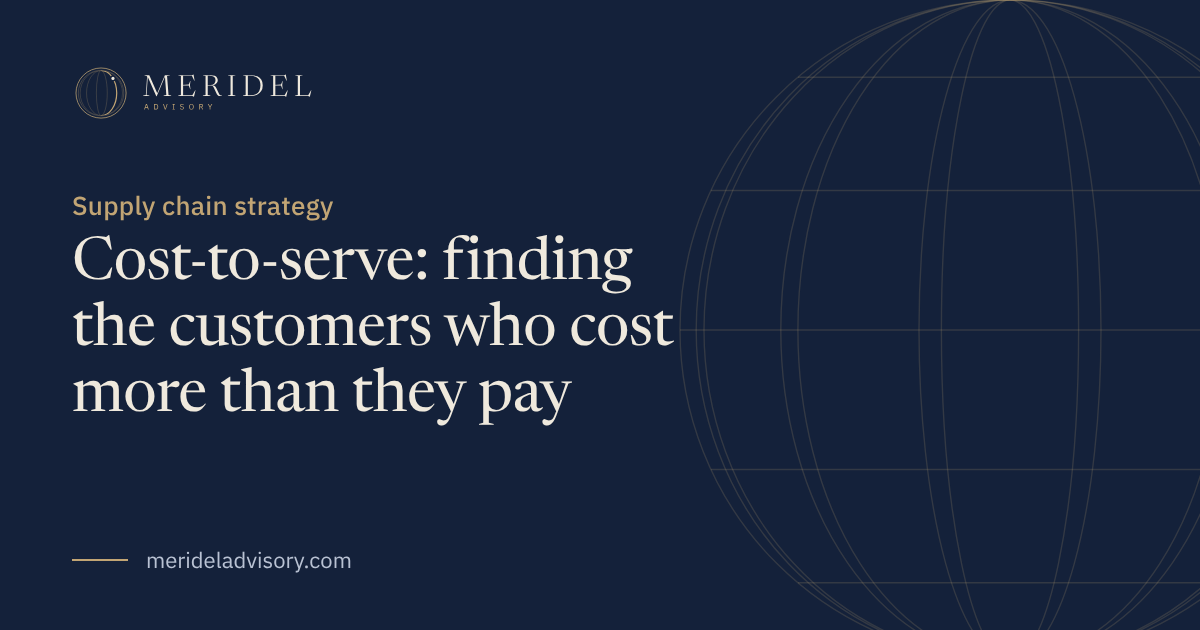 MERIDEL
ADVISORY
Supply chain strategy
Cost-to-serve: finding
the customers who cost
more than they pay
merideladvisory.com